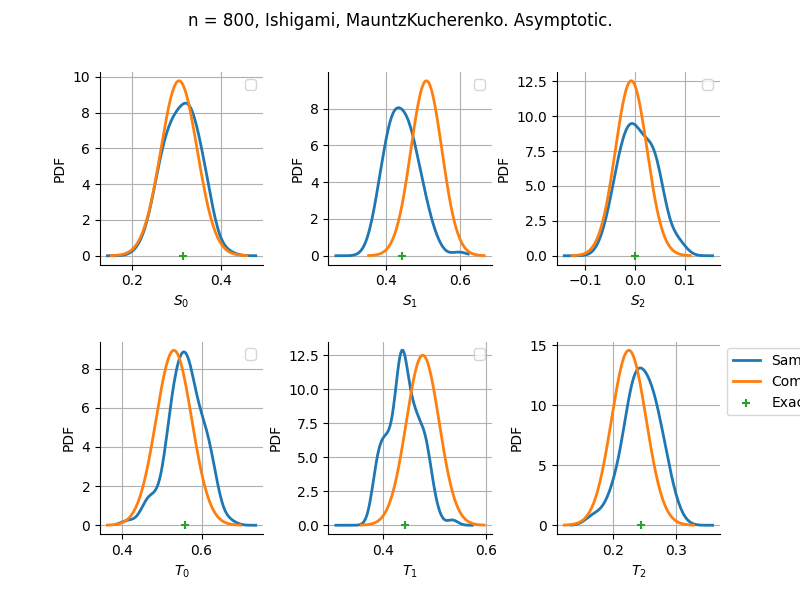 n = 800, Ishigami, MauntzKucherenko. Asymptotic.
PDF
10
8
6
4
2
0
0.2 0.4
S0
PDF
8
6
4
2
0
0.4 0.6
S1
PDF
12.5
10.0
7.5
5.0
2.5
0.0
−0.1 0.0 0.1
S2
PDF
8
6
4
2
0
0.4 0.6
T0
PDF
12.5
10.0
7.5
5.0
2.5
0.0
0.4 0.6
T1
PDF
15
10
5
0
0.2 0.3
T2
Sam
Com
Exac